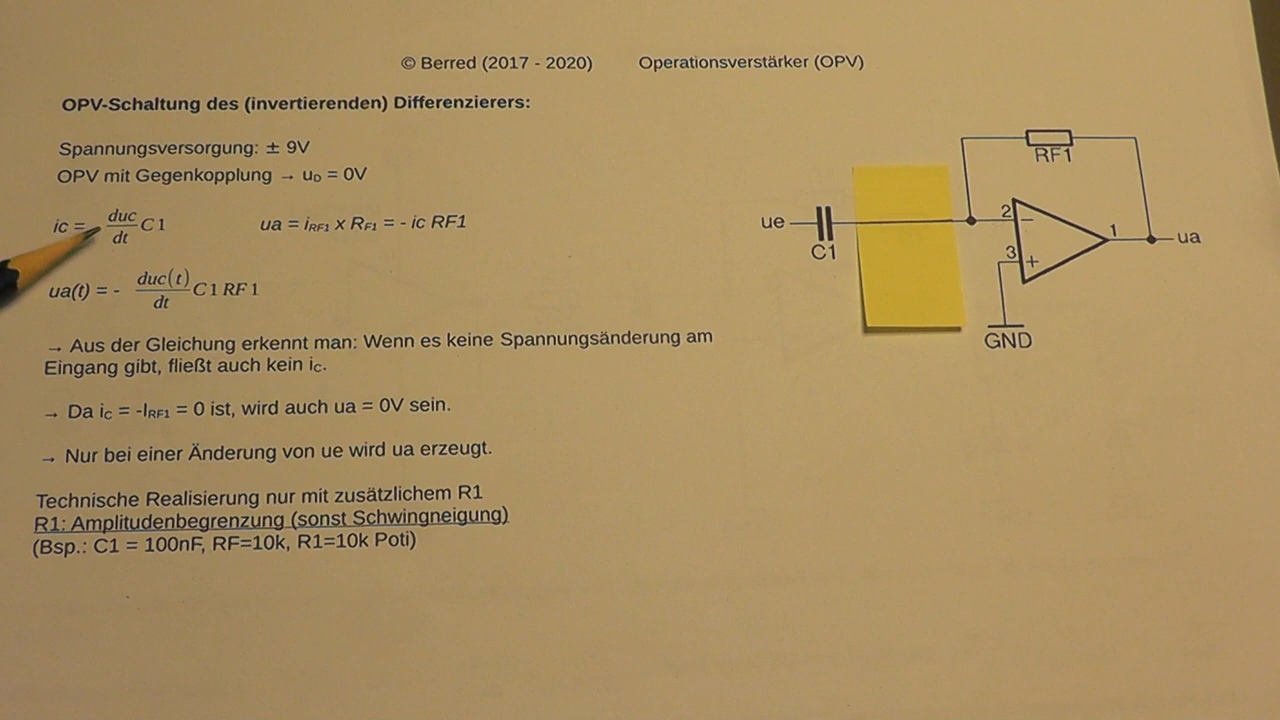 © Berred (2017 - 2020) Operationsverstärker (OPV)
OPV-Schaltung des (invertierenden) Differenzierers:
Spannungsversorgung: ± 9V
OPV mit Gegenkopplung → uD = 0V
ic = duc/dt C1 ua = iRF1 x RF1 = - ic RF1
ua(t) = - duc(t)/dt C1 RF1
→ Aus der Gleichung erkennt man: Wenn es keine Spannungsänderung am
Eingang gibt, fließt auch kein iC.
→ Da iC = -IRF1 = 0 ist, wird auch ua = 0V sein.
→ Nur bei einer Änderung von ue wird ua erzeugt.
Technische Realisierung nur mit zusätzlichem R1
R1: Amplitudenbegrenzung (sonst Schwingneigung)
(Bsp.: C1 = 100nF, RF=10k, R1=10k Poti)
RF1
ue
C1
2
-
3
+
1
ua
GND